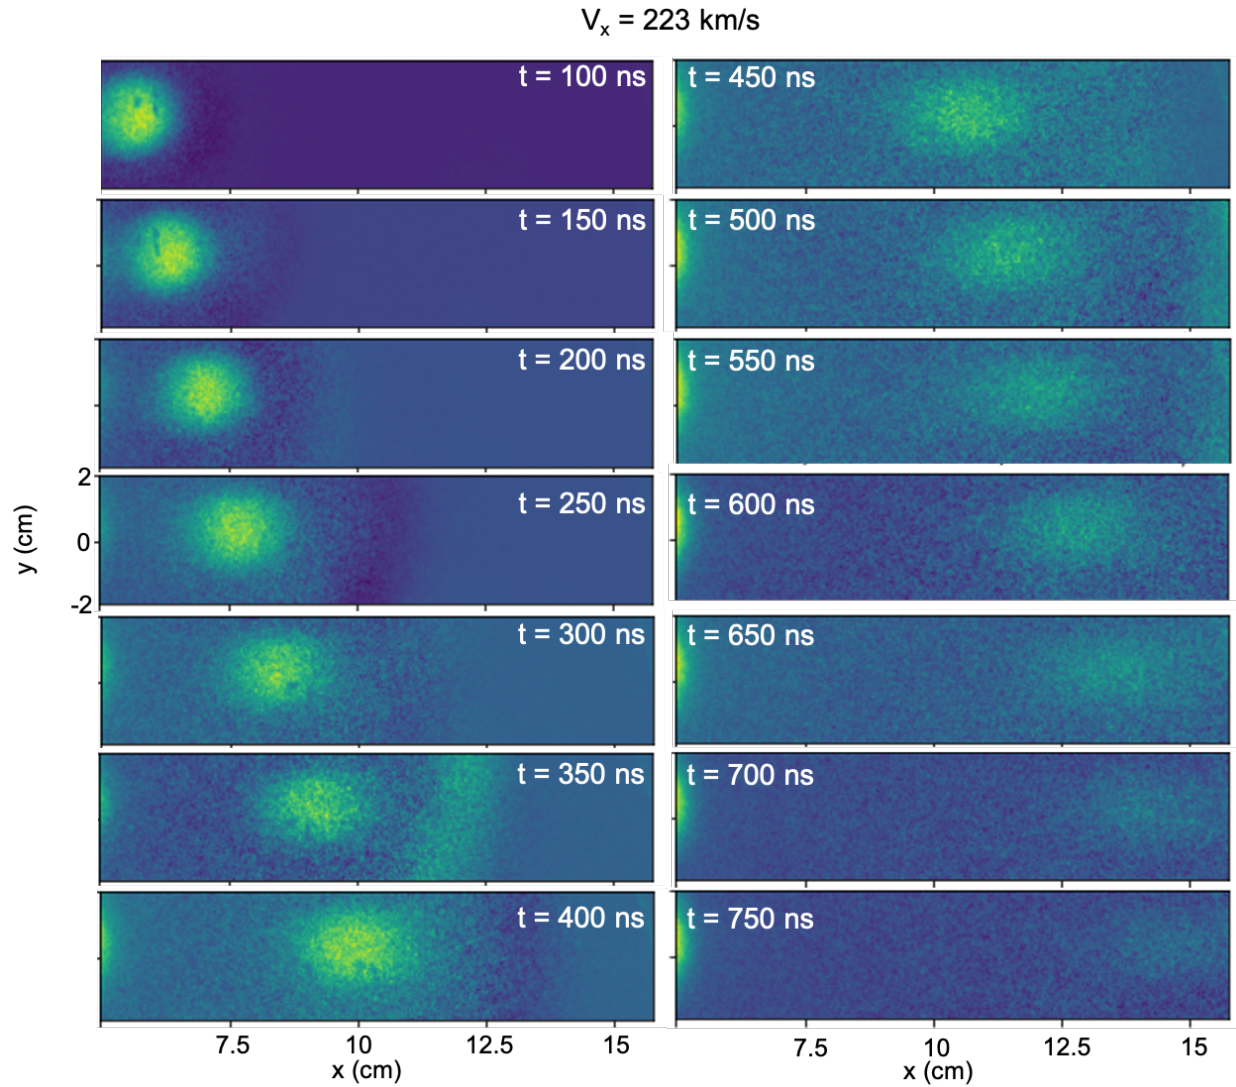 Vx = 223 km/s
t = 100 ns
t = 150 ns
t = 200 ns
t = 250 ns
t = 300 ns
t = 350 ns
t = 400 ns
t = 450 ns
t = 500 ns
t = 550 ns
t = 600 ns
t = 650 ns
t = 700 ns
t = 750 ns
2
0
-2
y (cm)
7.5 10 12.5 15
x (cm)
7.5 10 12.5 15
x (cm)